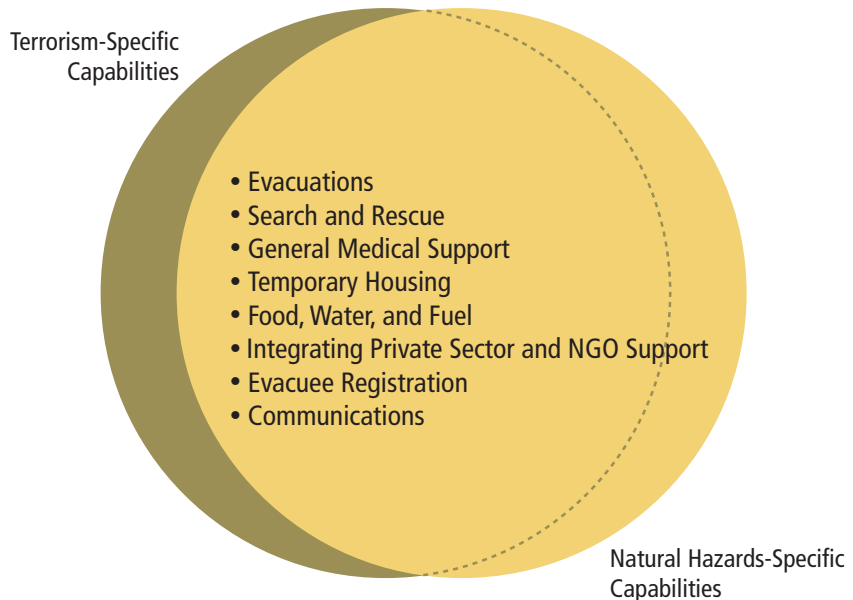 Terrorism-Specific
Capabilities
• Evacuations
• Search and Rescue
• General Medical Support
• Temporary Housing
• Food, Water, and Fuel
• Integrating Private Sector and NGO Support
• Evacuee Registration
• Communications
Natural Hazards-Specific
Capabilities